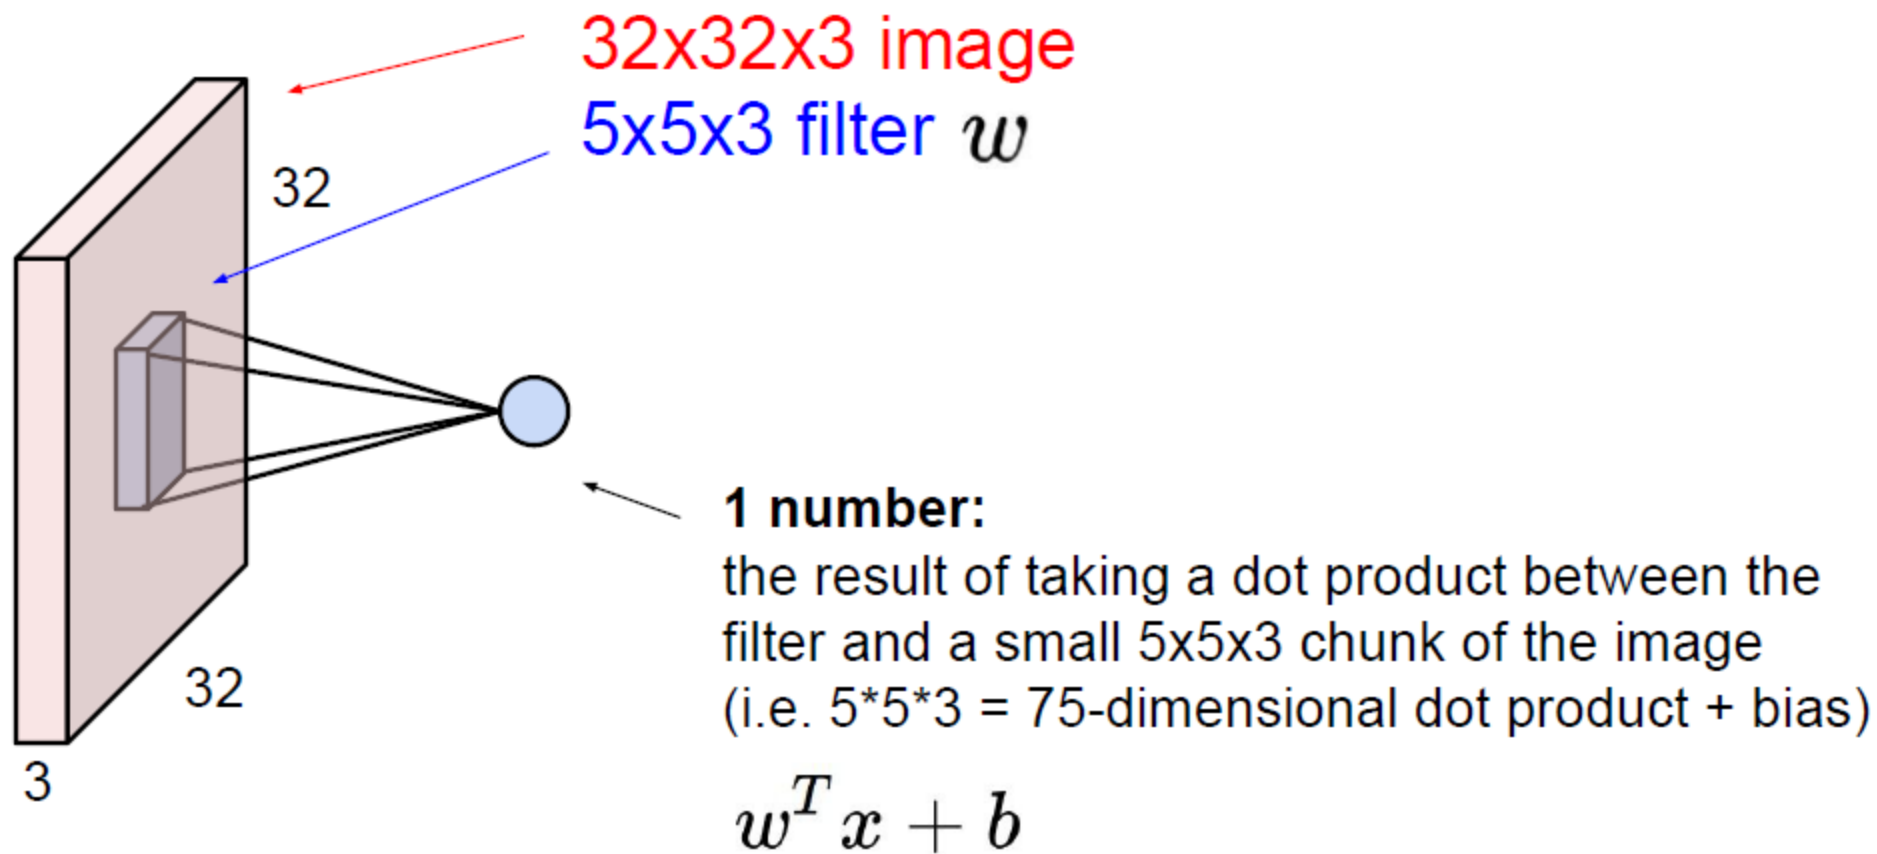 32x32x3 image
5x5x3 filter w
32
32
3
1 number:
the result of taking a dot product between the
filter and a small 5x5x3 chunk of the image
(i.e. 5*5*3 = 75-dimensional dot product + bias)
w^T x + b